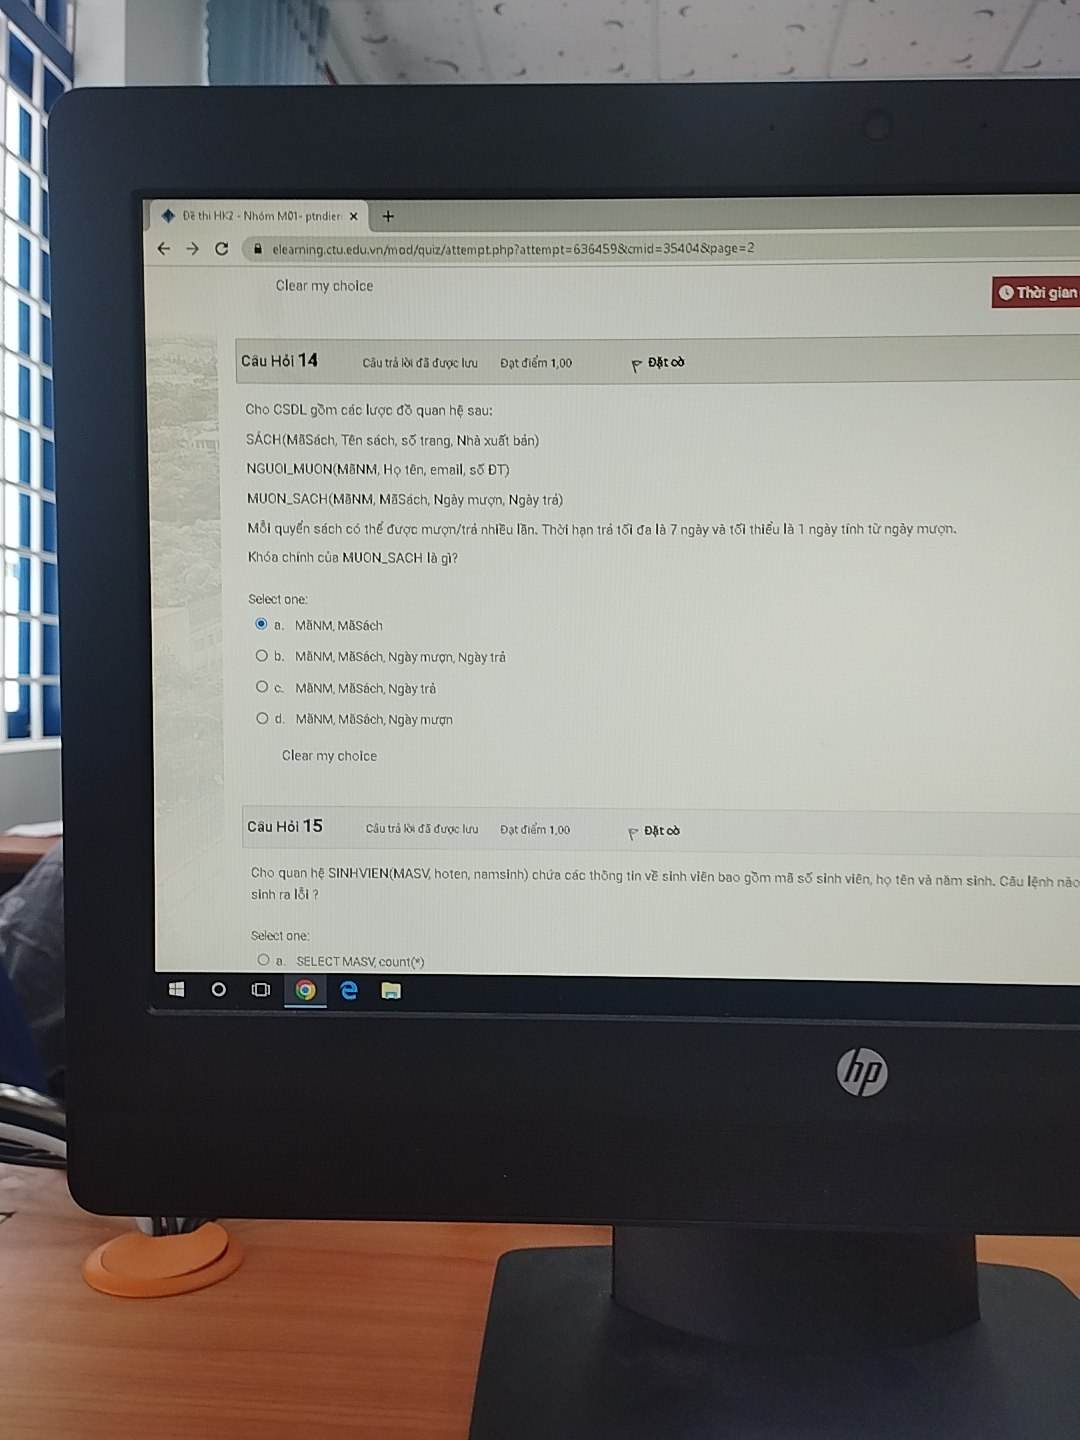 Đề thi HK2 - Nhóm M01- ptndien
elearning.ctu.edu.vn/mod/quiz/attempt.php?attempt=636459&cmid=35404&page=2
Clear my choice
Thời gian
Câu Hỏi 14 Câu trả lời đã được lưu Đạt điểm 1,00 Đặt cờ
Cho CSDL gồm các lược đồ quan hệ sau:
SÁCH(MãSách, Tên sách, số trang, Nhà xuất bản)
NGUOI_MUON(MãNM, Họ tên, email, số ĐT)
MUON_SACH(MãNM, MãSách, Ngày mượn, Ngày trả)
Mỗi quyển sách có thể được mượn/trả nhiều lần. Thời hạn trả tối đa là 7 ngày và tối thiểu là 1 ngày tính từ ngày mượn.
Khóa chính của MUON_SACH là gì?
Select one:
a. MãNM, MãSách
b. MãNM, MãSách, Ngày mượn, Ngày trả
c. MãNM, MãSách, Ngày trả
d. MãNM, MãSách, Ngày mượn
Clear my choice
Câu Hỏi 15 Câu trả lời đã được lưu Đạt điểm 1,00 Đặt cờ
Cho quan hệ SINHVIEN(MASV, hoten, namsinh) chứa các thông tin về sinh viên bao gồm mã số sinh viên, họ tên và năm sinh. Câu lệnh nào
sinh ra lỗi ?
Select one:
a. SELECT MASV, count(*)
hp